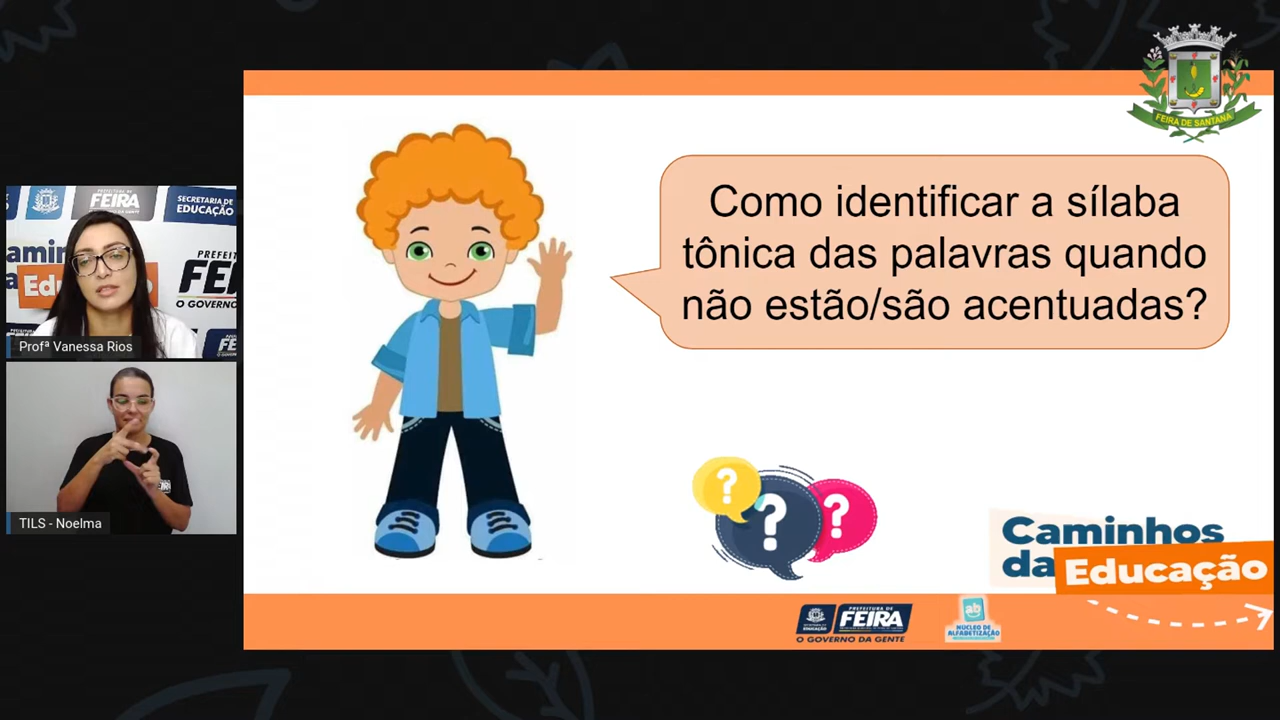 FEIRA DE SANTANA
Como identificar a sílaba
tônica das palavras quando
não estão/são acentuadas?
PREFEITURA DE
FEIRA
SECRETARIA DE
EDUCAÇÃO
O GOVERNO
Profª Vanessa Rios
TILS - Noelma
?
?
?
Caminhos
da Educação
PREFEITURA DE
FEIRA
O GOVERNO DA GENTE
ab
NÚCLEO DE
ALFABETIZAÇÃO